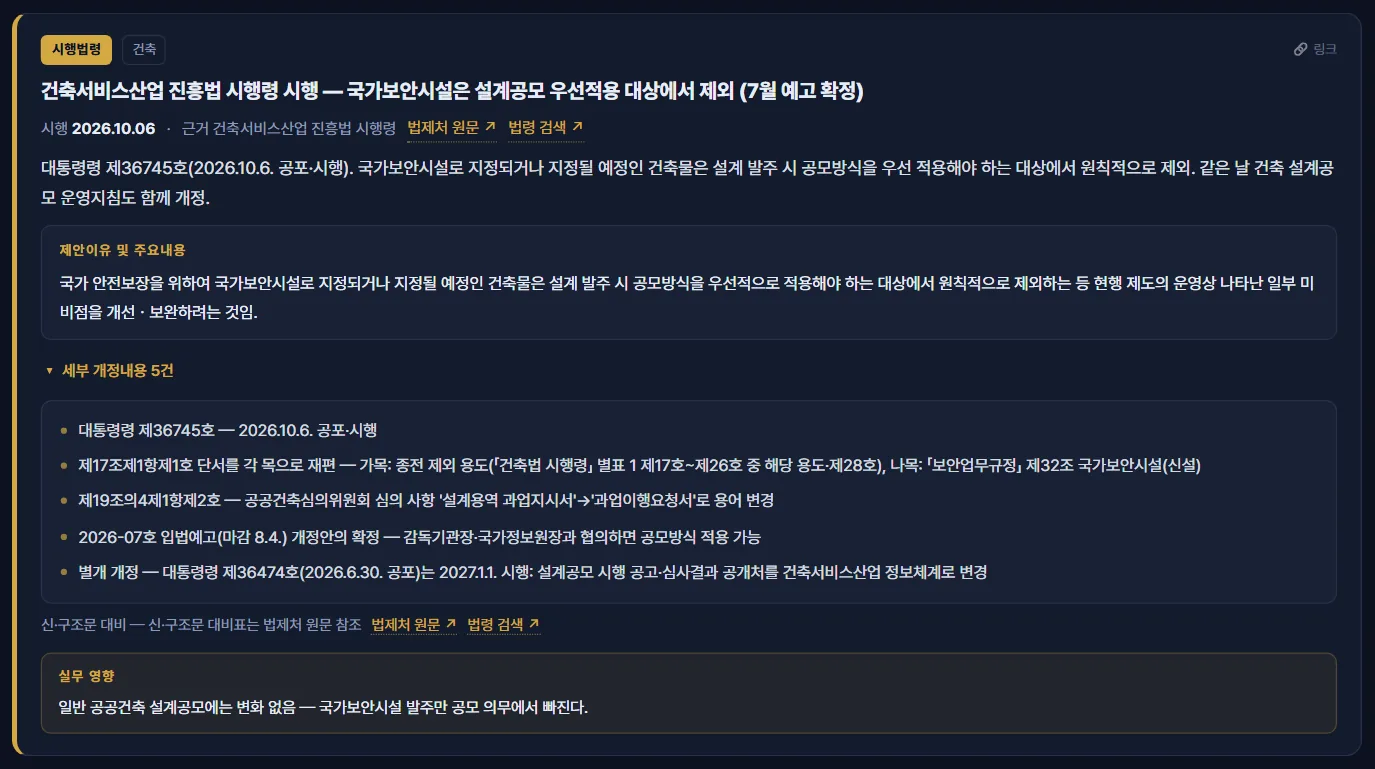 시행법령 건축 링크
건축서비스산업 진흥법 시행령 시행 — 국가보안시설은 설계공모 우선적용 대상에서 제외 (7월 예고 확정)
시행 2026.10.06 · 근거 건축서비스산업 진흥법 시행령 법제처 원문 ↗ 법령 검색 ↗
대통령령 제36745호(2026.10.6. 공포·시행). 국가보안시설로 지정되거나 지정될 예정인 건축물은 설계 발주 시 공모방식을 우선 적용해야 하는 대상에서 원칙적으로 제외. 같은 날 건축 설계공
모 운영지침도 함께 개정.
제안이유 및 주요내용
국가 안전보장을 위하여 국가보안시설로 지정되거나 지정될 예정인 건축물은 설계 발주 시 공모방식을 우선적으로 적용해야 하는 대상에서 원칙적으로 제외하는 등 현행 제도의 운영상 나타난 일부 미
비점을 개선ㆍ보완하려는 것임.
▼ 세부 개정내용 5건
• 대통령령 제36745호 — 2026.10.6. 공포·시행
• 제17조제1항제1호 단서를 각 목으로 재편 — 가목: 종전 제외 용도(「건축법 시행령」 별표 1 제17호~제26호 중 해당 용도·제28호), 나목: 「보안업무규정」 제32조 국가보안시설(신설)
• 제19조의4제1항제2호 — 공공건축심의위원회 심의 사항 '설계용역 과업지시서'→'과업이행요청서'로 용어 변경
• 2026-07호 입법예고(마감 8.4.) 개정안의 확정 — 감독기관장·국가정보원장과 협의하면 공모방식 적용 가능
• 별개 개정 — 대통령령 제36474호(2026.6.30. 공포)는 2027.1.1. 시행: 설계공모 시행 공고·심사결과 공개처를 건축서비스산업 정보체계로 변경
신·구조문 대비 — 신·구조문 대비표는 법제처 원문 참조 법제처 원문 ↗ 법령 검색 ↗
실무 영향
일반 공공건축 설계공모에는 변화 없음 — 국가보안시설 발주만 공모 의무에서 빠진다.